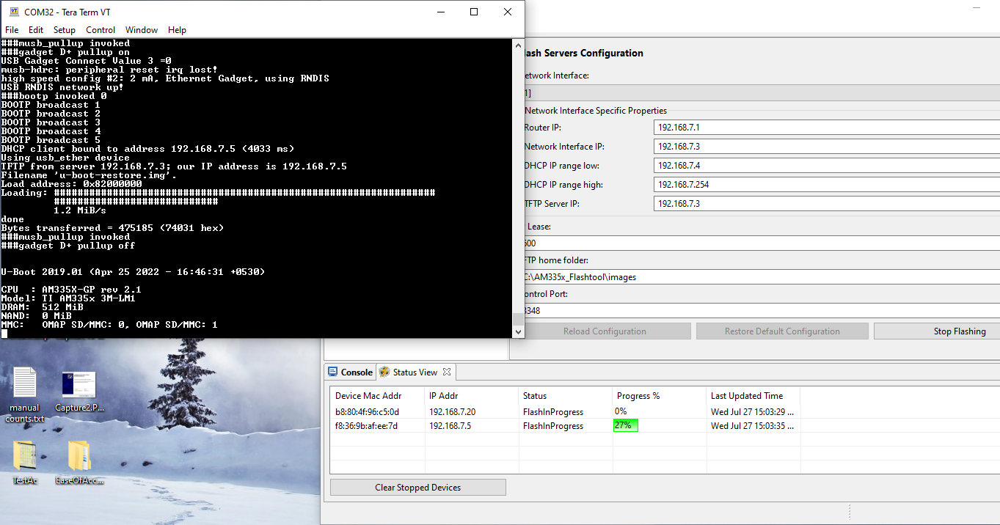 COM32 - Tera Term VT
File Edit Setup Control Window Help
###musb_pullup invoked
###gadget D+ pullup on
USB Gadget Connect Value 3 =0
musb-hdrc: peripheral reset irq lost!
high speed config #2: 2 mA, Ethernet Gadget, using RNDIS
USB RNDIS network up!
###bootp invoked 0
BOOTP broadcast 1
BOOTP broadcast 2
BOOTP broadcast 3
BOOTP broadcast 4
BOOTP broadcast 5
DHCP client bound to address 192.168.7.5 (4033 ms)
Using usb_ether device
TFTP from server 192.168.7.3; our IP address is 192.168.7.5
Filename 'u-boot-restore.img'.
Load address: 0x82000000
Loading: #################################################################
############################
1.2 MiB/s
done
Bytes transferred = 475185 (74031 hex)
###musb_pullup invoked
###gadget D+ pullup off
U-Boot 2019.01 (Apr 25 2022 - 16:46:31 +0530)
CPU : AM335X-GP rev 2.1
Model: TI AM335x 3M-LM1
DRAM: 512 MiB
NAND: 0 MiB
MMC: OMAP SD/MMC: 0, OMAP SD/MMC: 1
lash Servers Configuration
etwork Interface:
1]
Network Interface Specific Properties
Router IP: 192.168.7.1
Network Interface IP: 192.168.7.3
DHCP IP range low: 192.168.7.4
DHCP IP range high: 192.168.7.254
TFTP Server IP: 192.168.7.3
Lease:
600
FTP home folder:
C:\AM335x_Flashtool\images
ontrol Port:
3348
Reload Configuration Restore Default Configuration Stop Flashing
Console Status View
Device Mac Addr IP Addr Status Progress % Last Updated Time
b8:80:4f:96:c5:0d 192.168.7.20 FlashInProgress 0% Wed Jul 27 15:03:29 ...
f8:36:9b:af:ee:7d 192.168.7.5 FlashInProgress 27% Wed Jul 27 15:03:35 ...
Clear Stopped Devices
manual counts.txt
Capture2.P...
TestAc
EaseOfAcc...